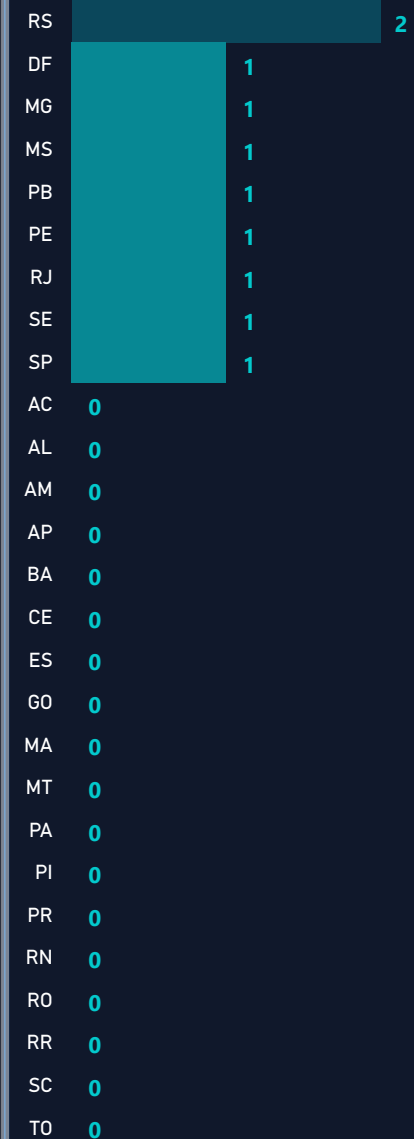 RS 2
DF 1
MG 1
MS 1
PB 1
PE 1
RJ 1
SE 1
SP 1
AC 0
AL 0
AM 0
AP 0
BA 0
CE 0
ES 0
GO 0
MA 0
MT 0
PA 0
PI 0
PR 0
RN 0
RO 0
RR 0
SC 0
TO 0